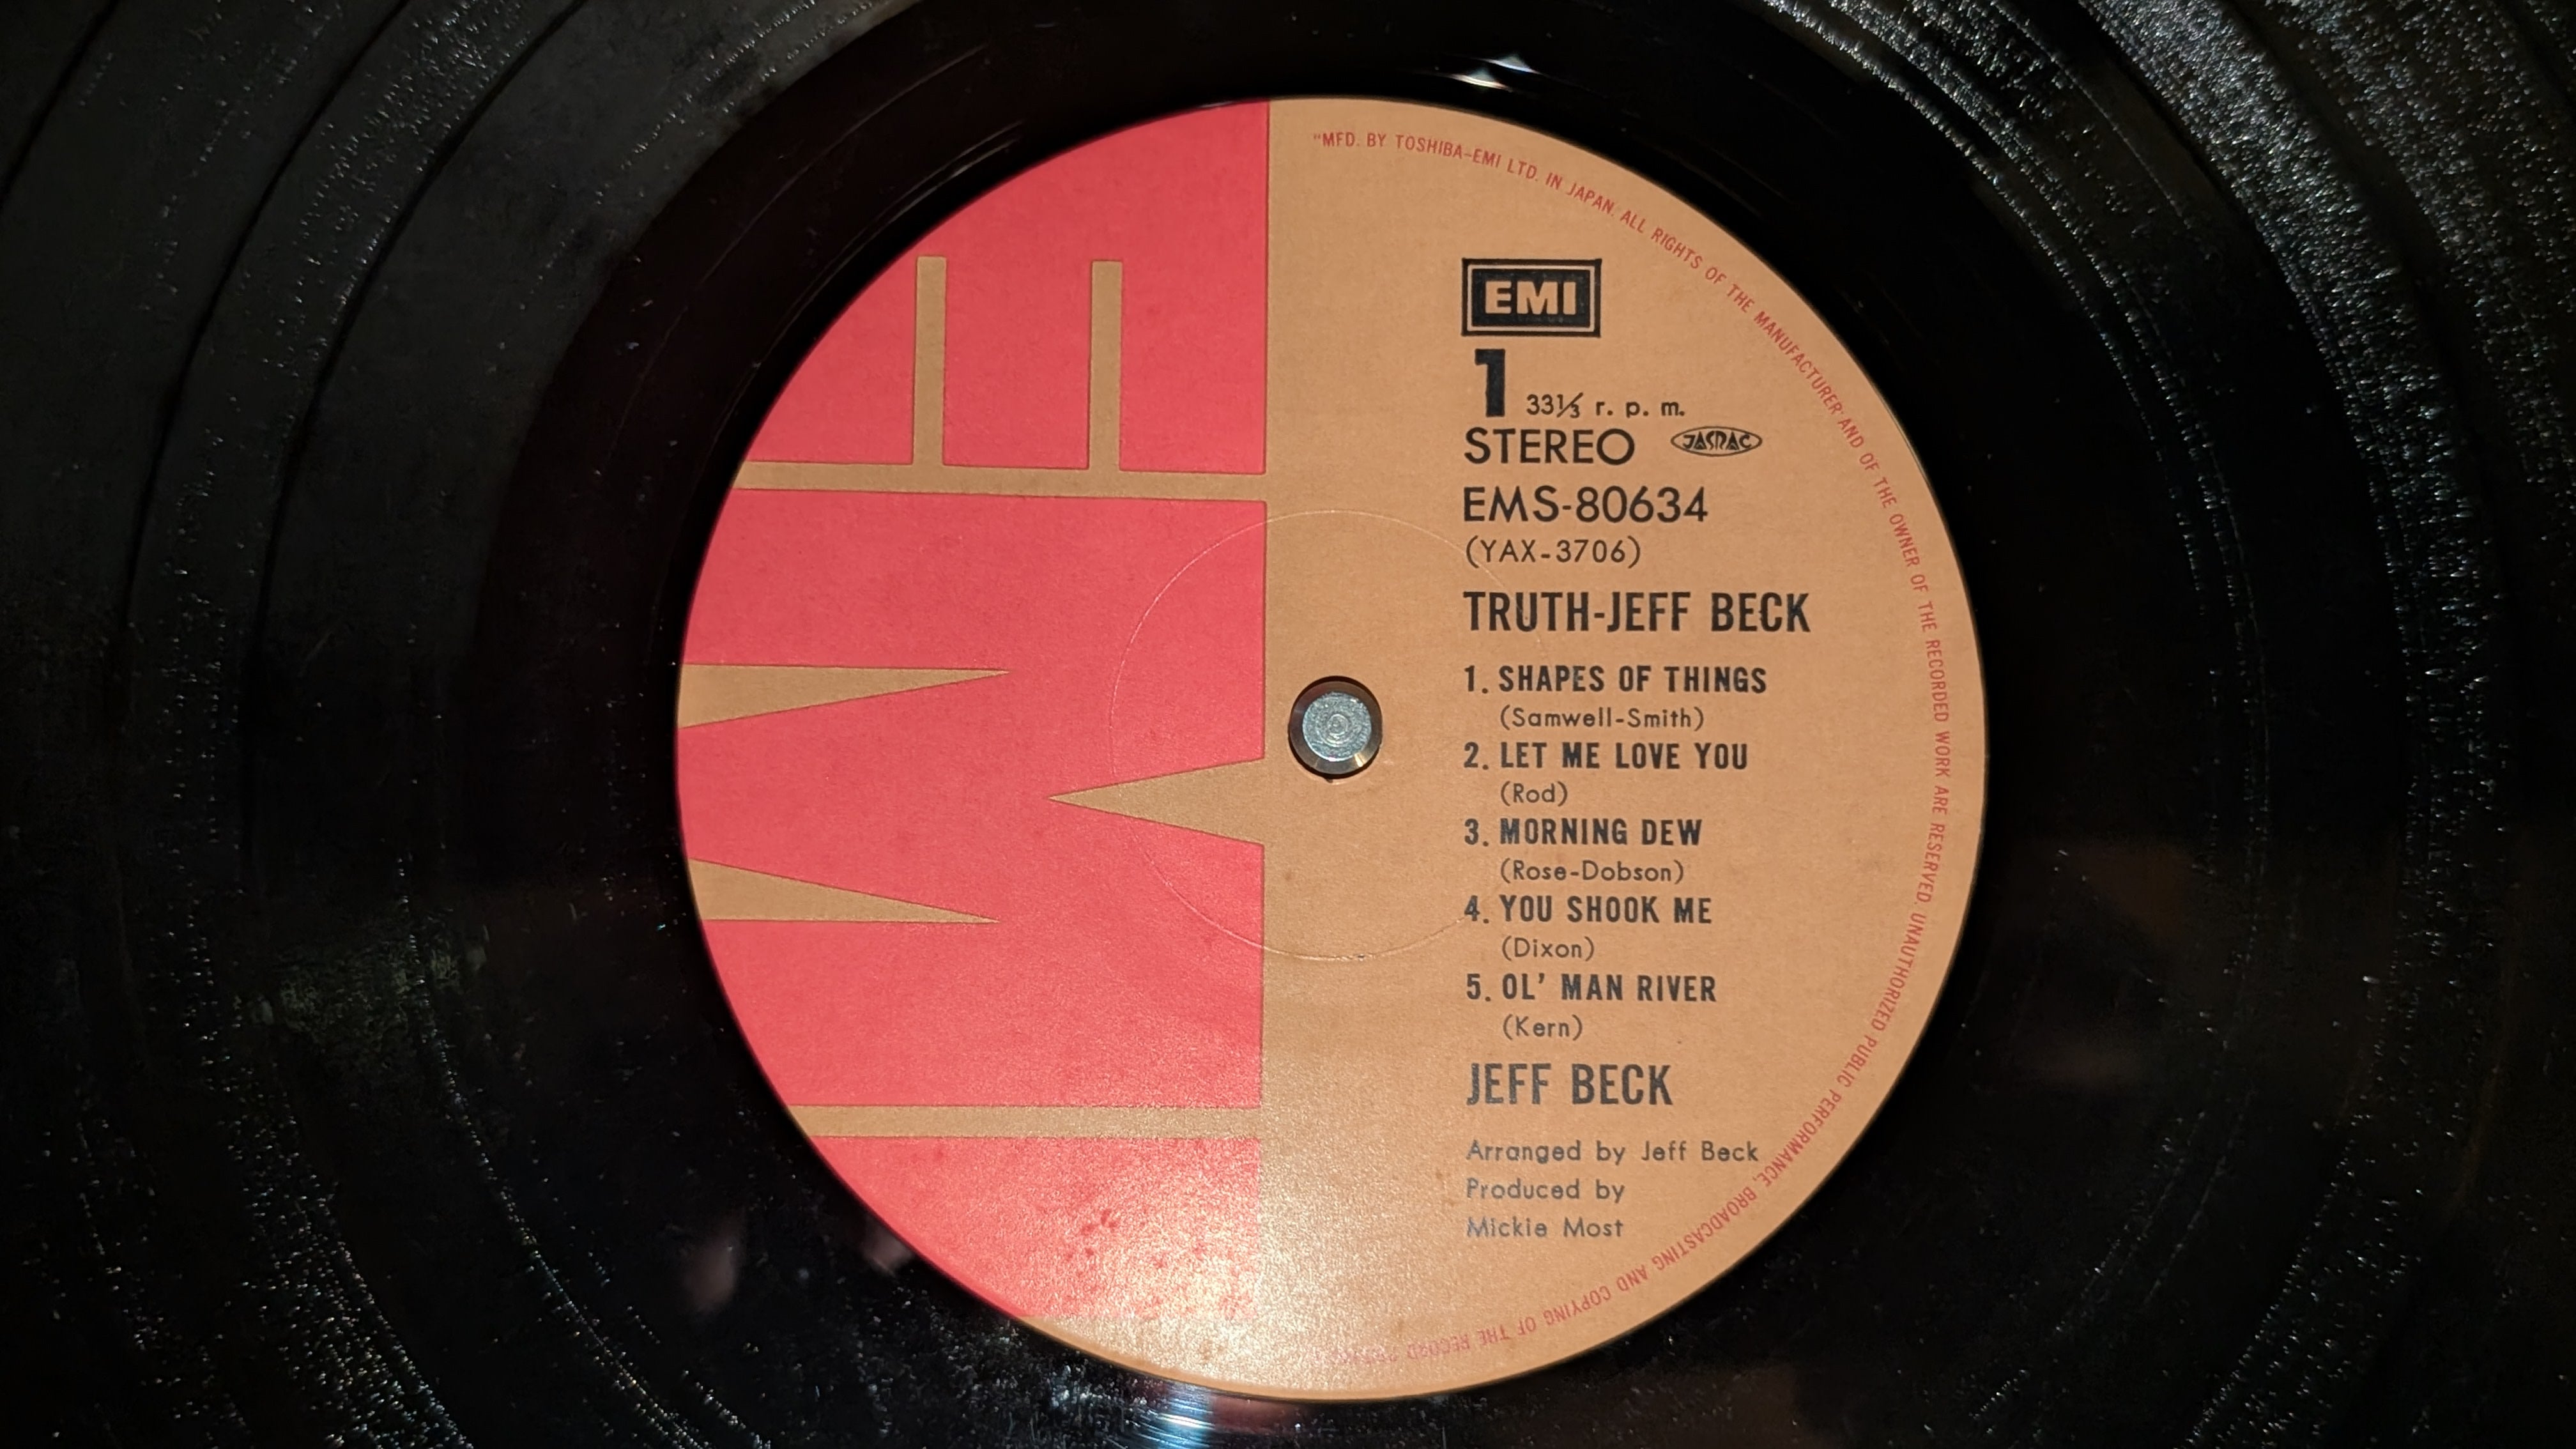 "MFD. BY TOSHIBA-EMI LTD. IN JAPAN. ALL RIGHTS OF THE MANUFACTURER AND OF THE OWNER OF THE RECORDED WORK ARE RESERVED. UNAUTHORIZED PUBLIC PERFORMANCE, BROADCASTING AND COPYING OF THE RECORD
EMI
EMI
1 33⅓ r. p. m.
STEREO JASRAC
EMS-80634
(YAX-3706)
TRUTH-JEFF BECK
1. SHAPES OF THINGS
(Samwell-Smith)
2. LET ME LOVE YOU
(Rod)
3. MORNING DEW
(Rose-Dobson)
4. YOU SHOOK ME
(Dixon)
5. OL' MAN RIVER
(Kern)
JEFF BECK
Arranged by Jeff Beck
Produced by
Mickie Most